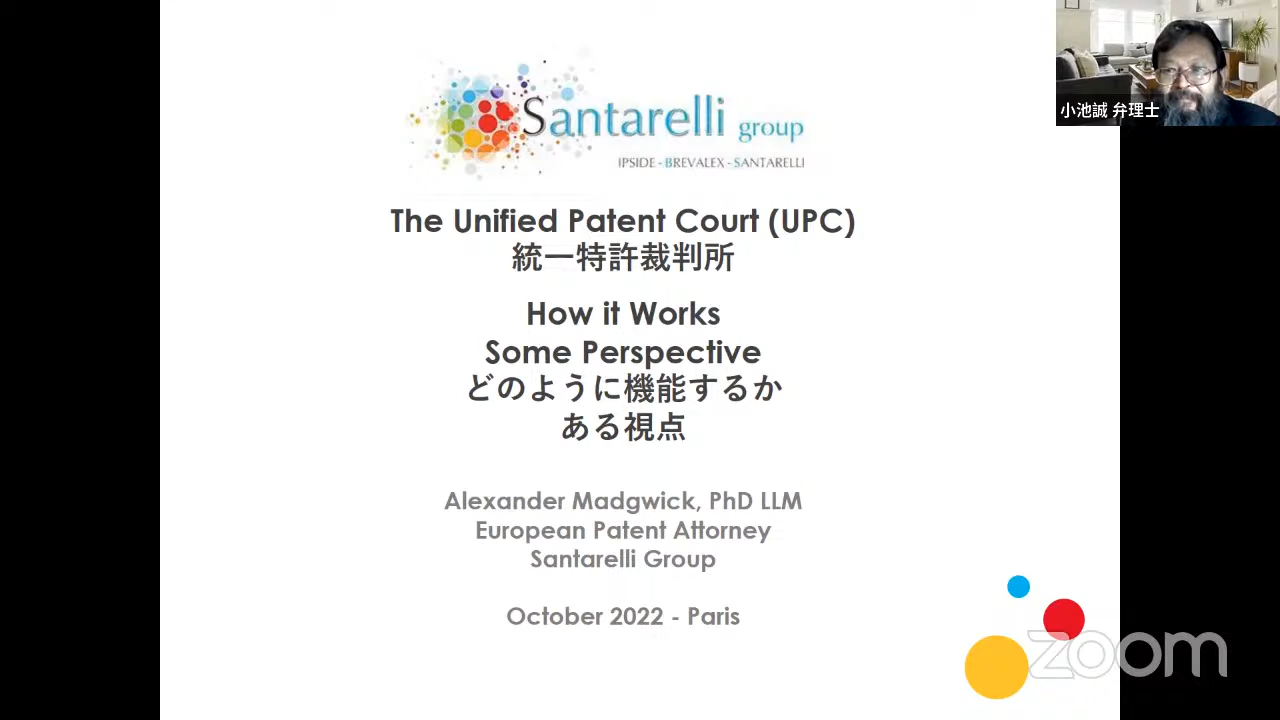 Santarelli group
IPSIDE - BREVALEX - SANTARELLI
The Unified Patent Court (UPC)
統一特許裁判所
How it Works
Some Perspective
どのように機能するか
ある視点
Alexander Madgwick, PhD LLM
European Patent Attorney
Santarelli Group
October 2022 - Paris
小池誠 弁理士
zoom